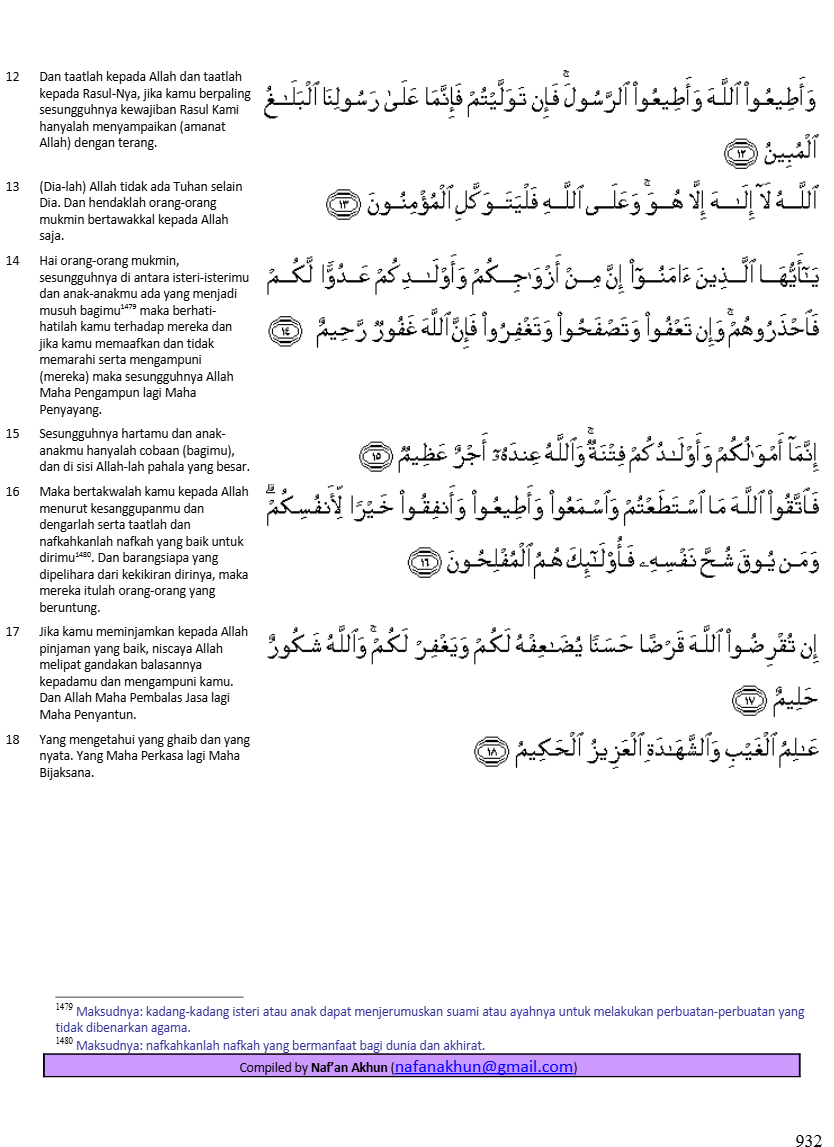 12 Dan taatlah kepada Allah dan taatlah
kepada Rasul-Nya, jika kamu berpaling
sesungguhnya kewajiban Rasul Kami
hanyalah menyampaikan (amanat
Allah) dengan terang.
وَأَطِيعُوا۟ ٱللَّهَ وَأَطِيعُوا۟ ٱلرَّسُولَ ۚ فَإِن تَوَلَّيْتُمْ فَإِنَّمَا عَلَىٰ رَسُولِنَا ٱلْبَلَـٰغُ
ٱلْمُبِينُ ١٢
13 (Dia-lah) Allah tidak ada Tuhan selain
Dia. Dan hendaklah orang-orang
mukmin bertawakkal kepada Allah
saja.
ٱللَّهُ لَآ إِلَـٰهَ إِلَّا هُوَ ۚ وَعَلَى ٱللَّهِ فَلْيَتَوَكَّلِ ٱلْمُؤْمِنُونَ ١٣
14 Hai orang-orang mukmin,
sesungguhnya di antara isteri-isterimu
dan anak-anakmu ada yang menjadi
musuh bagimu1479 maka berhati-
hatilah kamu terhadap mereka dan
jika kamu memaafkan dan tidak
memarahi serta mengampuni
(mereka) maka sesungguhnya Allah
Maha Pengampun lagi Maha
Penyayang.
يَـٰٓأَيُّهَا ٱلَّذِينَ ءَامَنُوٓا۟ إِنَّ مِنْ أَزْوَٰجِكُمْ وَأَوْلَـٰدِكُمْ عَدُوًّا لَّكُمْ
فَٱحْذَرُوهُمْ ۚ وَإِن تَعْفُوا۟ وَتَصْفَحُوا۟ وَتَغْفِرُوا۟ فَإِنَّ ٱللَّهَ غَفُورٌ رَّحِيمٌ ١٤
15 Sesungguhnya hartamu dan anak-
anakmu hanyalah cobaan (bagimu),
dan di sisi Allah-lah pahala yang besar.
إِنَّمَآ أَمْوَٰلُكُمْ وَأَوْلَـٰدُكُمْ فِتْنَةٌ ۚ وَٱللَّهُ عِندَهُۥٓ أَجْرٌ عَظِيمٌ ١٥
16 Maka bertakwalah kamu kepada Allah
menurut kesanggupanmu dan
dengarlah serta taatlah dan
nafkahkanlah nafkah yang baik untuk
dirimu1480. Dan barangsiapa yang
dipelihara dari kekikiran dirinya, maka
mereka itulah orang-orang yang
beruntung.
فَٱتَّقُوا۟ ٱللَّهَ مَا ٱسْتَطَعْتُمْ وَٱسْمَعُوا۟ وَأَطِيعُوا۟ وَأَنفِقُوا۟ خَيْرًا لِّأَنفُسِكُمْ ۗ
وَمَن يُوقَ شُحَّ نَفْسِهِۦ فَأُو۟لَـٰٓئِكَ هُمُ ٱلْمُفْلِحُونَ ١٦
17 Jika kamu meminjamkan kepada Allah
pinjaman yang baik, niscaya Allah
melipat gandakan balasannya
kepadamu dan mengampuni kamu.
Dan Allah Maha Pembalas Jasa lagi
Maha Penyantun.
إِن تُقْرِضُوا۟ ٱللَّهَ قَرْضًا حَسَنًا يُضَـٰعِفْهُ لَكُمْ وَيَغْفِرْ لَكُمْ ۚ وَٱللَّهُ شَكُورٌ
حَلِيمٌ ١٧
18 Yang mengetahui yang ghaib dan yang
nyata. Yang Maha Perkasa lagi Maha
Bijaksana.
عَـٰلِمُ ٱلْغَيْبِ وَٱلشَّهَـٰدَةِ ٱلْعَزِيزُ ٱلْحَكِيمُ ١٨
1479 Maksudnya: kadang-kadang isteri atau anak dapat menjerumuskan suami atau ayahnya untuk melakukan perbuatan-perbuatan yang
tidak dibenarkan agama.
1480 Maksudnya: nafkahkanlah nafkah yang bermanfaat bagi dunia dan akhirat.
Compiled by Naf’an Akhun (nafanakhun@gmail.com)
932